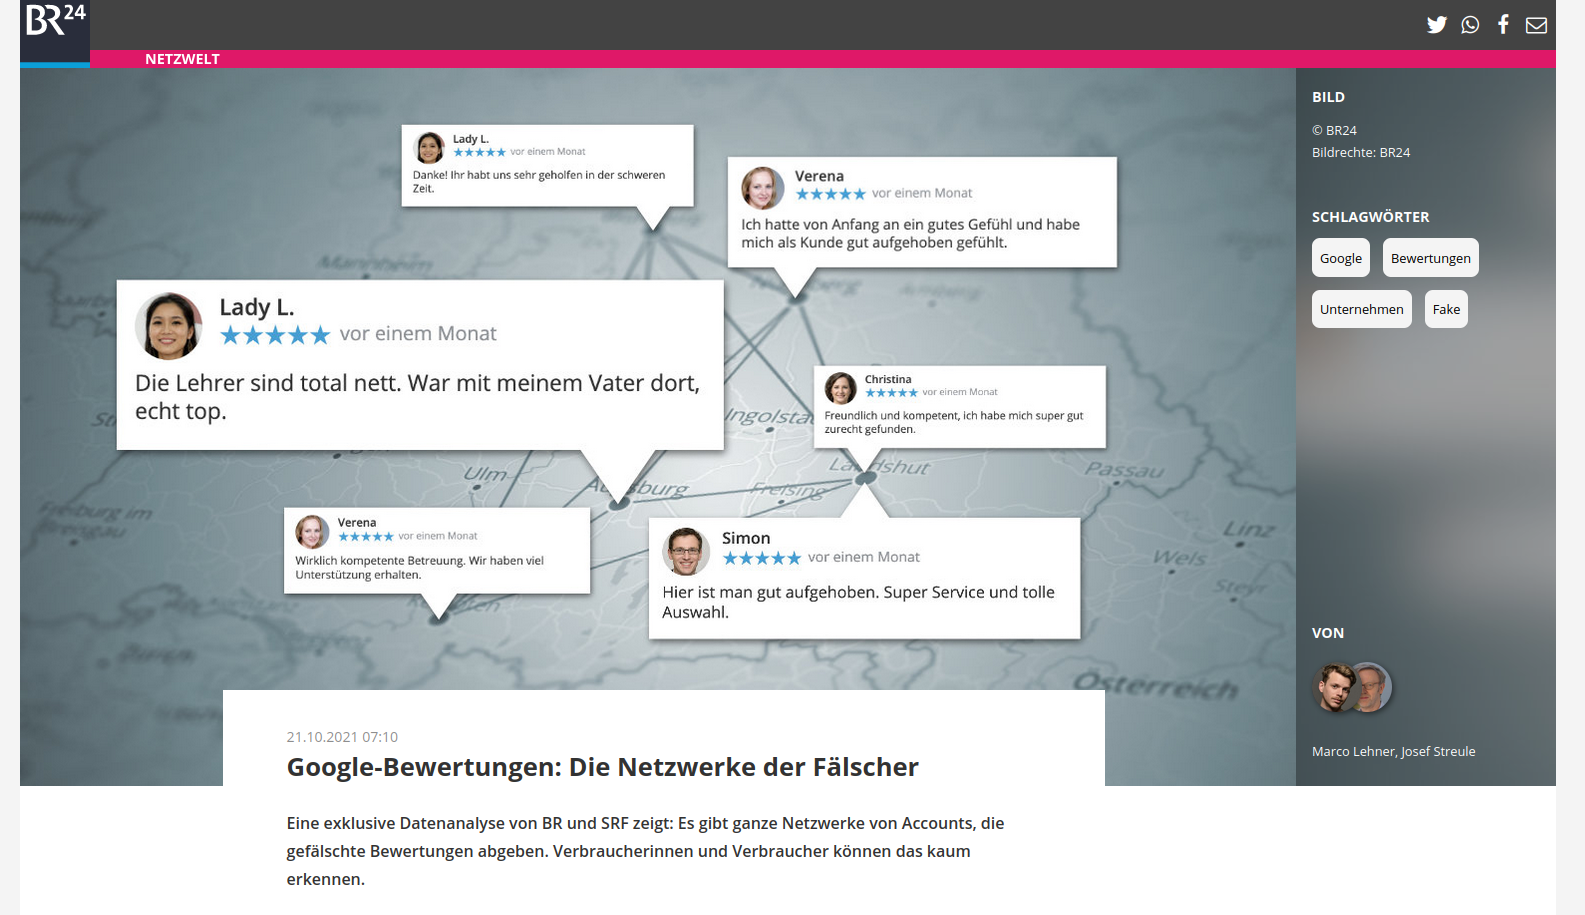 BR24
NETZWELT
Lady L.
★★★★★ vor einem Monat
Danke! Ihr habt uns sehr geholfen in der schweren
Zeit.
Verena
★★★★★ vor einem Monat
Ich hatte von Anfang an ein gutes Gefühl und habe
mich als Kunde gut aufgehoben gefühlt.
Mannheim
Lady L.
★★★★★ vor einem Monat
Die Lehrer sind total nett. War mit meinem Vater dort,
echt top.
Christina
★★★★★ vor einem Monat
Freundlich und kompetent, ich habe mich super gut
zurecht gefunden.
Ulm
Freising
Passau
Freiburg im
Breisgau
Verena
★★★★★ vor einem Monat
Wirklich kompetente Betreuung. Wir haben viel
Unterstützung erhalten.
Simon
★★★★★ vor einem Monat
Hier ist man gut aufgehoben. Super Service und tolle
Auswahl.
Linz
Wels
Steyr
Österreich
BILD
© BR24
Bildrechte: BR24
SCHLAGWÖRTER
Google Bewertungen
Unternehmen Fake
VON
Marco Lehner, Josef Streule
21.10.2021 07:10
Google-Bewertungen: Die Netzwerke der Fälscher
Eine exklusive Datenanalyse von BR und SRF zeigt: Es gibt ganze Netzwerke von Accounts, die
gefälschte Bewertungen abgeben. Verbraucherinnen und Verbraucher können das kaum
erkennen.